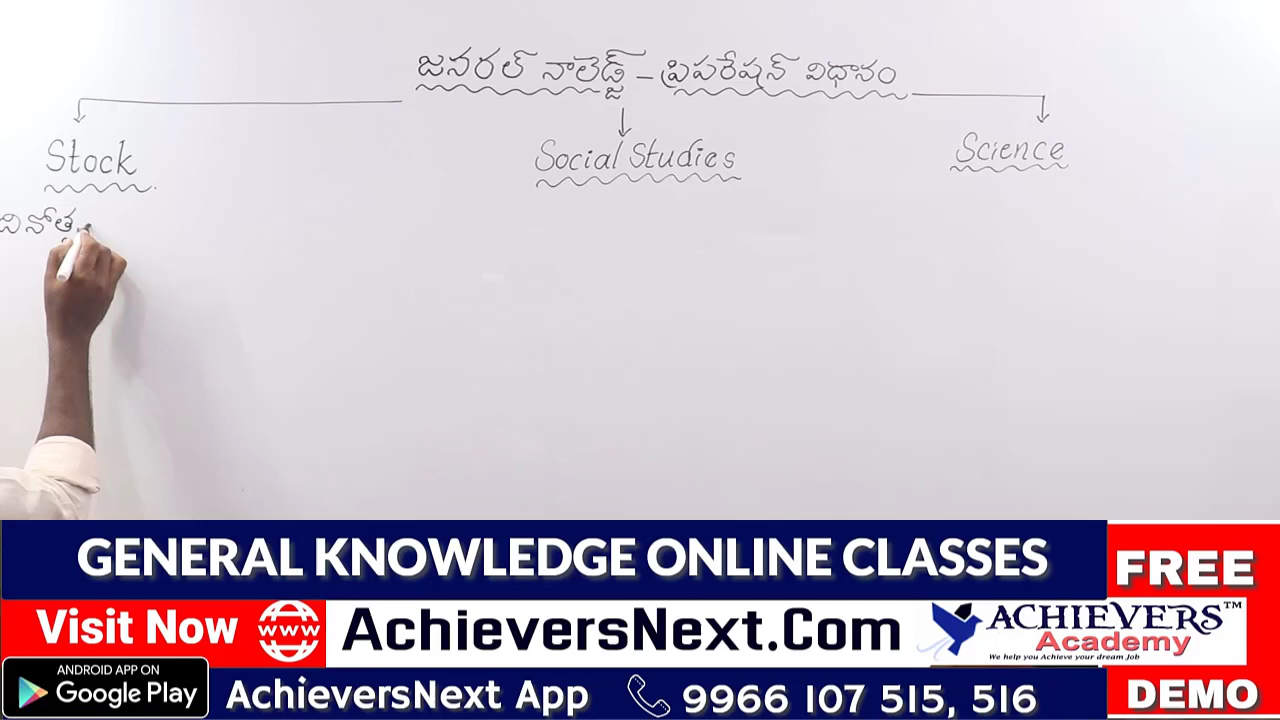 జనరల్ నాలెడ్జ్ – ప్రిపరేషన్ విధానం
Stock
Social Studies
Science
దినోత్స
GENERAL KNOWLEDGE ONLINE CLASSES
FREE
Visit Now
www
AchieversNext.Com
ACHIEVERS™
Academy
We help you Achieve your dream Job
ANDROID APP ON
Google Play
AchieversNext App
9966 107 515, 516
DEMO